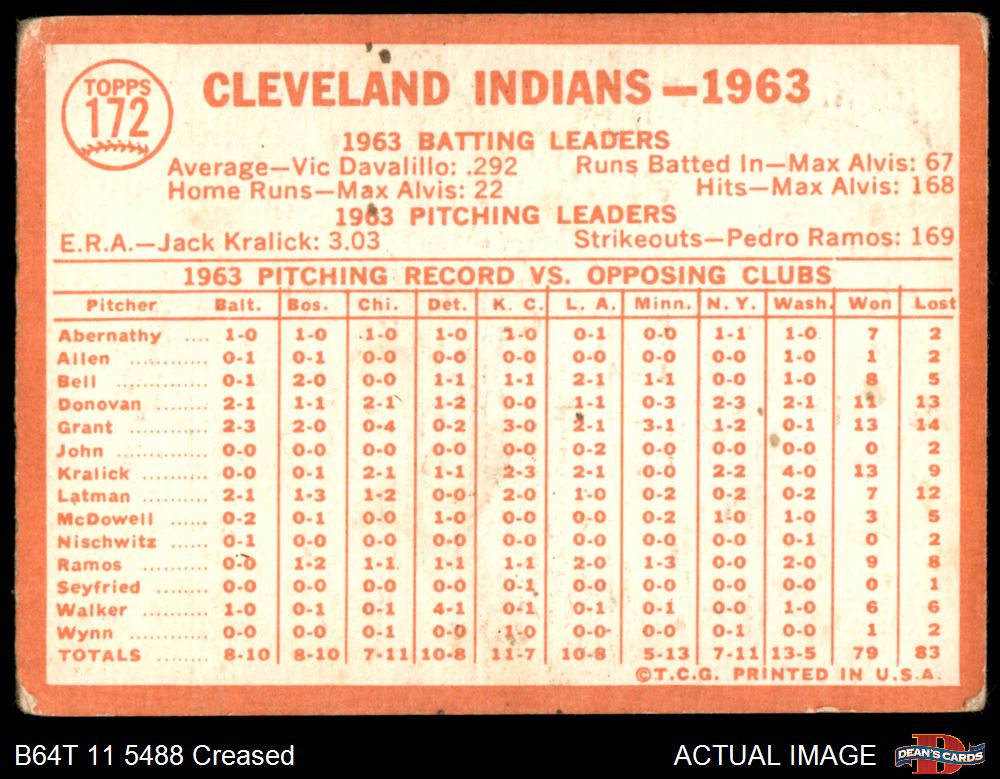 TOPPS
172
CLEVELAND INDIANS—1963
1963 BATTING LEADERS
Average—Vic Davalillo: .292 Runs Batted In—Max Alvis: 67
Home Runs—Max Alvis: 22 Hits—Max Alvis: 168
1963 PITCHING LEADERS
E.R.A.—Jack Kralick: 3.03 Strikeouts—Pedro Ramos: 169
1963 PITCHING RECORD VS. OPPOSING CLUBS
Pitcher Balt. Bos. Chi. Det. K. C. L. A. Minn. N. Y. Wash. Won Lost
Abernathy .... 1-0 1-0 1-0 1-0 1-0 0-1 0-0 1-1 1-0 7 2
Allen ............ 0-1 0-1 0-0 0-0 0-0 0-0 0-0 0-0 1-0 1 2
Bell .............. 0-1 2-0 0-0 1-1 1-1 2-1 1-1 0-0 1-0 8 5
Donovan ........ 2-1 1-1 2-1 1-2 0-0 1-1 0-3 2-3 2-1 11 13
Grant ............ 2-3 2-0 0-4 0-2 3-0 2-1 3-1 1-2 0-1 13 14
John .............. 0-0 0-0 0-0 0-0 0-0 0-2 0-0 0-0 0-0 0 2
Kralick .......... 0-0 0-1 2-1 1-1 2-3 2-1 0-0 2-2 4-0 13 9
Latman .......... 2-1 1-3 1-2 0-0 2-0 1-0 0-2 0-2 0-2 7 12
McDowell ...... 0-2 0-1 0-0 1-0 0-0 0-0 0-2 1-0 1-0 3 5
Nischwitz ...... 0-1 0-0 0-0 0-0 0-0 0-0 0-0 0-0 0-1 0 2
Ramos .......... 0-0 1-2 1-1 1-1 1-1 2-0 1-3 0-0 2-0 9 8
Seyfried ........ 0-0 0-0 0-0 0-0 0-1 0-0 0-0 0-0 0-0 0 1
Walker .......... 1-0 0-1 0-1 4-1 0-1 0-1 0-1 0-0 1-0 6 6
Wynn ............ 0-0 0-0 0-1 0-0 1-0 0-0 0-0 0-1 0-0 1 2
TOTALS ........ 8-10 8-10 7-11 10-8 11-7 10-8 5-13 7-11 13-5 79 83
©T.C.G. PRINTED IN U.S.A.
B64T 11 5488 Creased ACTUAL IMAGE
DEAN'S CARDS